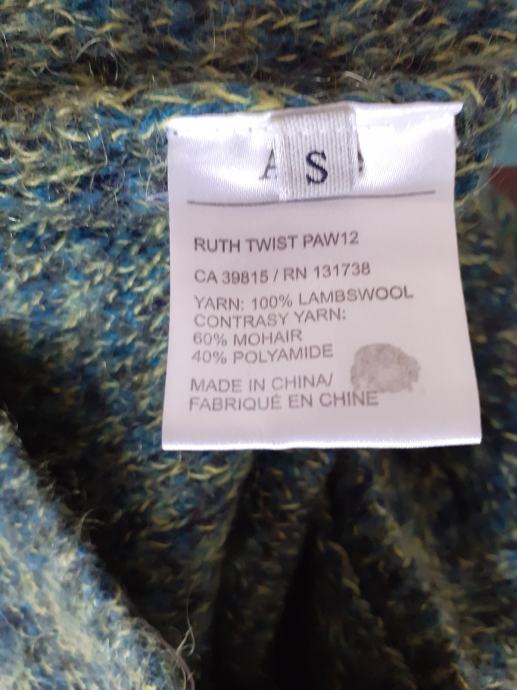 S
RUTH TWIST PAW12
CA 39815 / RN 131738
YARN: 100% LAMBSWOOL
CONTRASY YARN:
60% MOHAIR
40% POLYAMIDE
MADE IN CHINA/
FABRIQUÉ EN CHINE